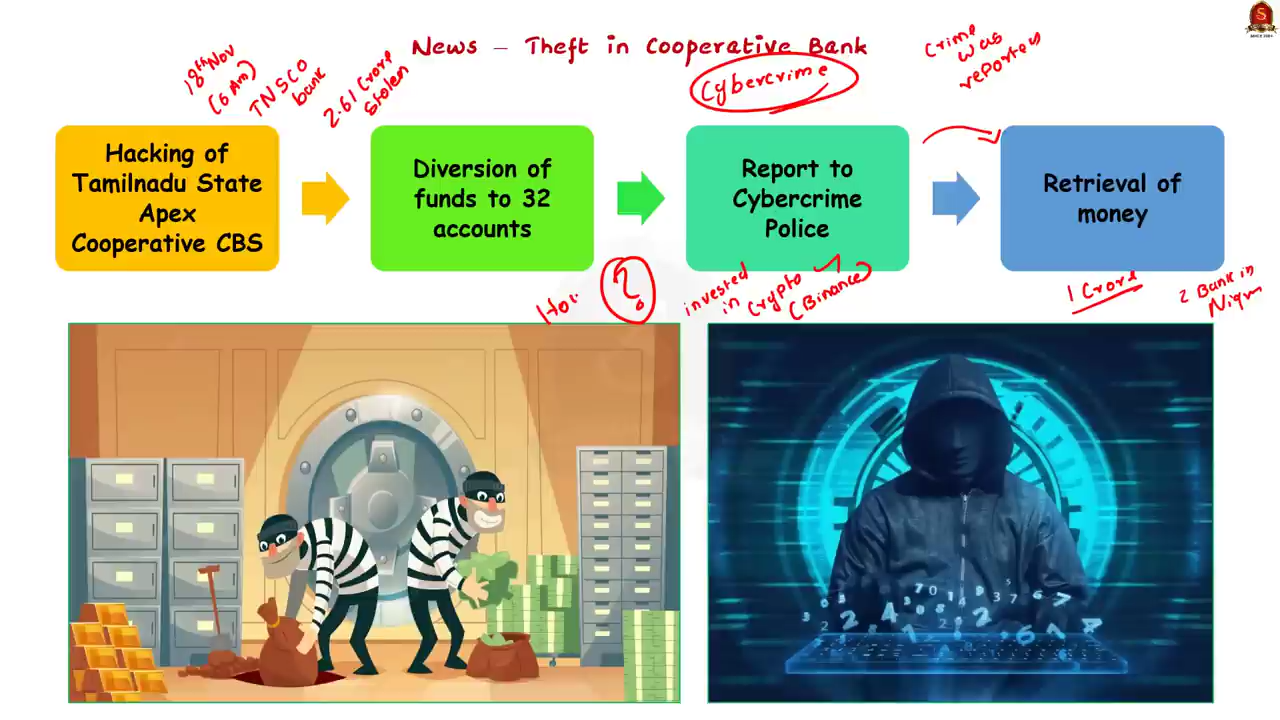 News – Theft in Cooperative Bank
18th Nov
(6 Am)
TNSCO
bank
2.61 Crore
stolen
Cybercrime
Crime
was
reported
Hacking of
Tamilnadu State
Apex
Cooperative CBS
Diversion of
funds to 32
accounts
Report to
Cybercrime
Police
Retrieval of
money
?
invested
in
Crypto
(Binance)
1 Crore
2 Bank in
S